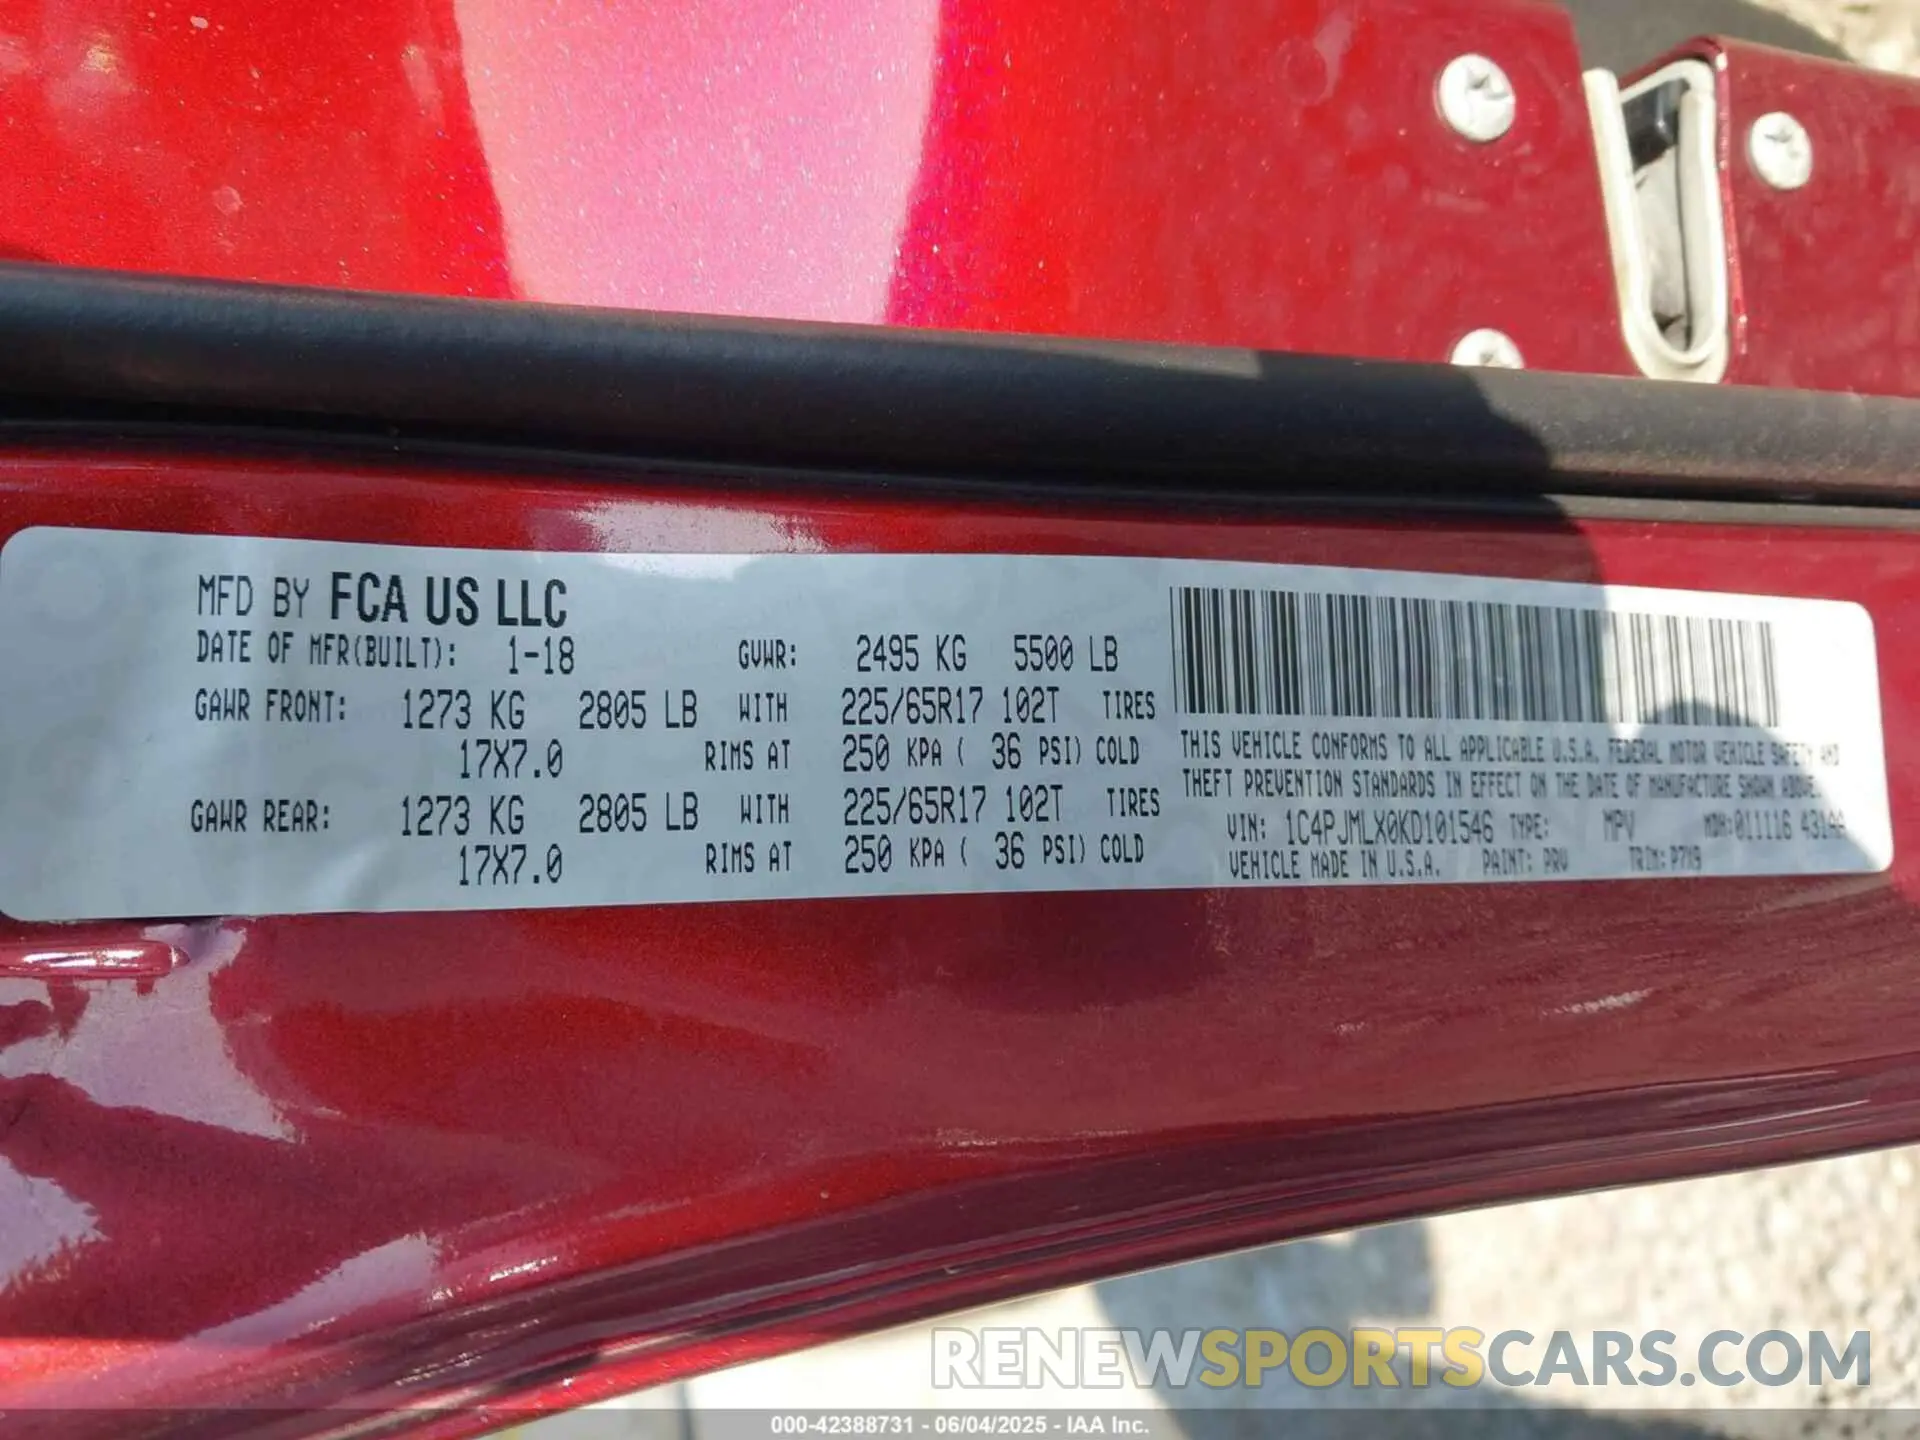 MFD BY FCA US LLC
DATE OF MFR(BUILT): 1-18 GVWR: 2495 KG 5500 LB
GAWR FRONT: 1273 KG 2805 LB WITH 225/65R17 102T TIRES
17X7.0 RIMS AT 250 KPA ( 36 PSI) COLD
GAWR REAR: 1273 KG 2805 LB WITH 225/65R17 102T TIRES
17X7.0 RIMS AT 250 KPA ( 36 PSI) COLD
THIS VEHICLE CONFORMS TO ALL APPLICABLE U.S.A. FEDERAL MOTOR VEHICLE SAFETY AND
THEFT PREVENTION STANDARDS IN EFFECT ON THE DATE OF MANUFACTURE SHOWN ABOVE.
VIN: 1C4PJMLX0KD101546 TYPE: MPV MDH:011116 431AA
VEHICLE MADE IN U.S.A. PAINT: PRV TRIM: P7X9
RENEWSPORTSCARS.COM
000-42388731 - 06/04/2025 - IAA Inc.